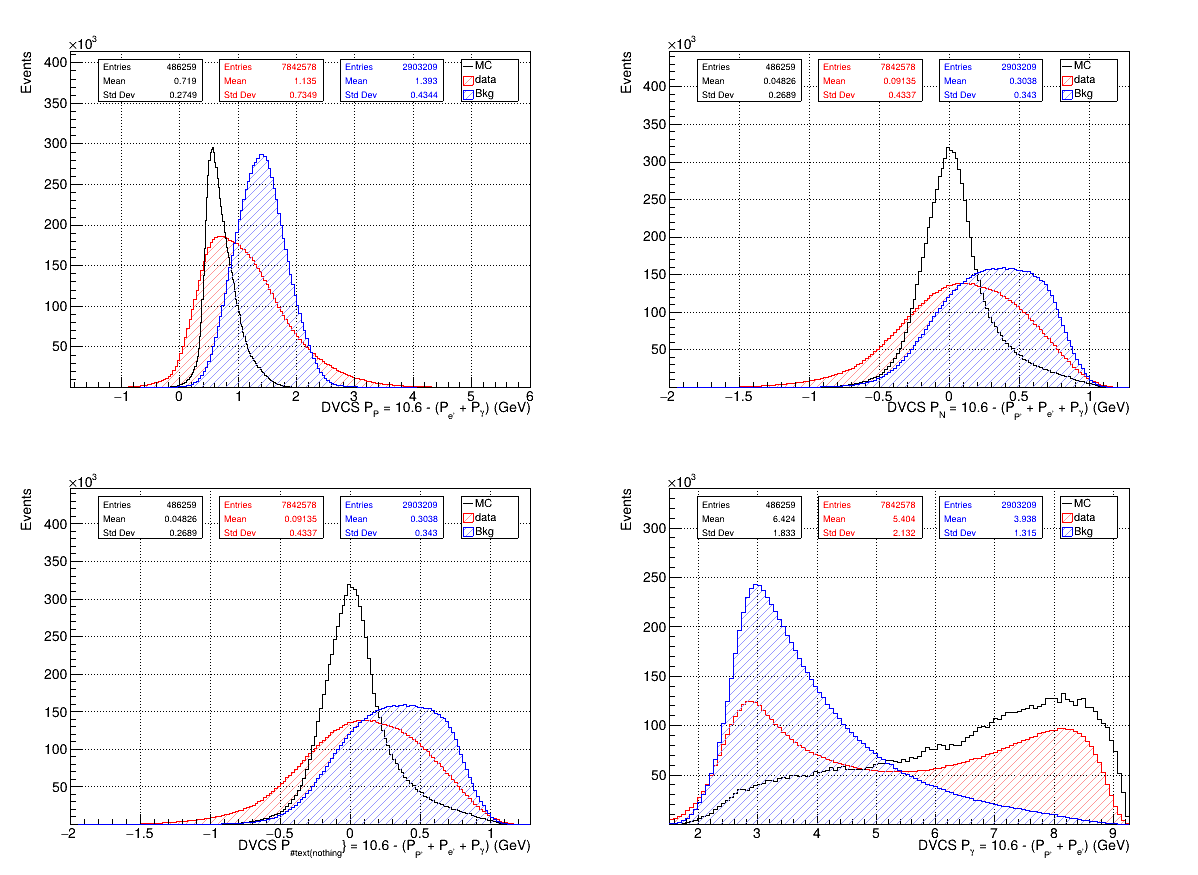 ×10³
Events
Entries 486259
Mean 0.719
Std Dev 0.2749
Entries 7842578
Mean 1.135
Std Dev 0.7349
Entries 2903209
Mean 1.393
Std Dev 0.4344
MC
data
Bkg
400
350
300
250
200
150
100
50
−1 0 1 2 3 4 5 6
DVCS P_P = 10.6 - (P_e' + P_γ) (GeV)
×10³
Events
Entries 486259
Mean 0.04826
Std Dev 0.2689
Entries 7842578
Mean 0.09135
Std Dev 0.4337
Entries 2903209
Mean 0.3038
Std Dev 0.343
MC
data
Bkg
400
350
300
250
200
150
100
50
−2 −1.5 −1 −0.5 0 0.5 1
DVCS P_N = 10.6 - (P_P' + P_e' + P_γ) (GeV)
×10³
Events
Entries 486259
Mean 0.04826
Std Dev 0.2689
Entries 7842578
Mean 0.09135
Std Dev 0.4337
Entries 2903209
Mean 0.3038
Std Dev 0.343
MC
data
Bkg
400
350
300
250
200
150
100
50
−2 −1.5 −1 −0.5 0 0.5 1
DVCS P_#text(nothing} = 10.6 - (P_P' + P_e' + P_γ) (GeV)
×10³
Events
Entries 486259
Mean 6.424
Std Dev 1.833
Entries 7842578
Mean 5.404
Std Dev 2.132
Entries 2903209
Mean 3.938
Std Dev 1.315
MC
data
Bkg
300
250
200
150
100
50
2 3 4 5 6 7 8 9
DVCS P_γ = 10.6 - (P_P' + P_e') (GeV)